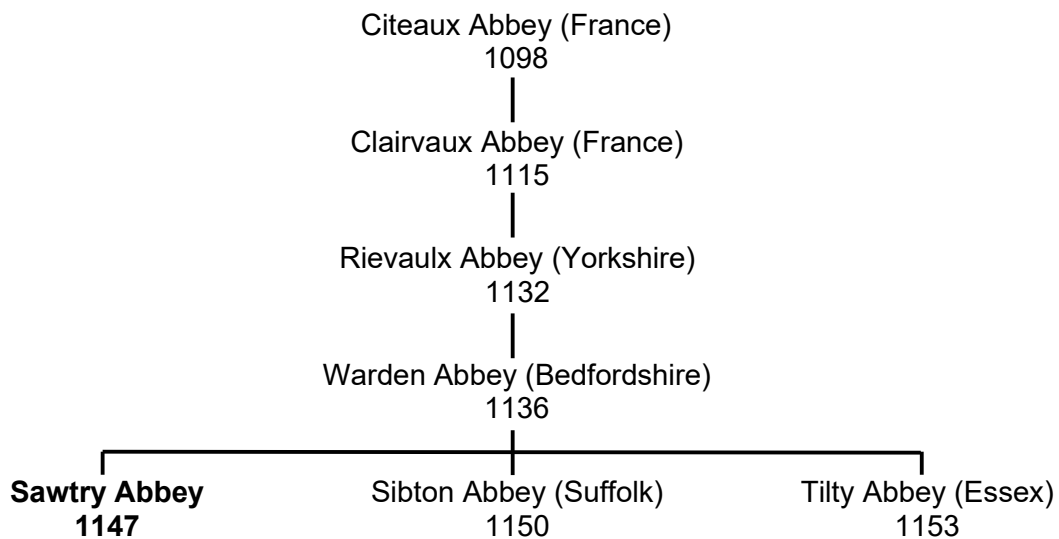 Citeaux Abbey (France)
1098
Clairvaux Abbey (France)
1115
Rievaulx Abbey (Yorkshire)
1132
Warden Abbey (Bedfordshire)
1136
Sawtry Abbey
1147
Sibton Abbey (Suffolk)
1150
Tilty Abbey (Essex)
1153